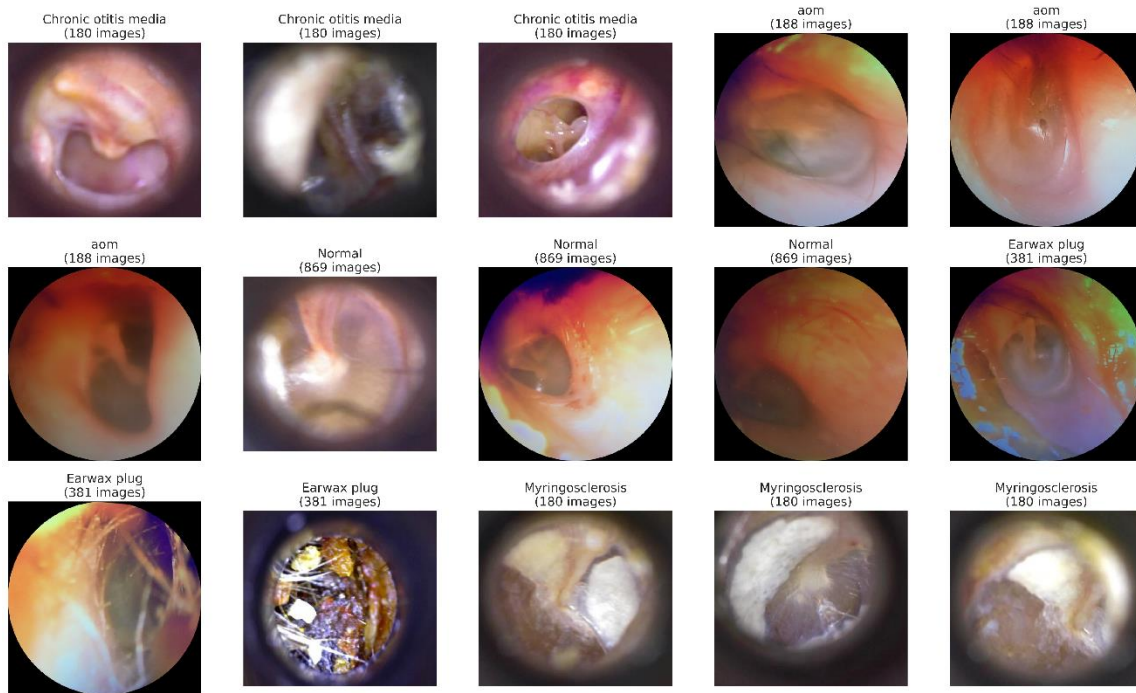 Chronic otitis media
(180 images)
Chronic otitis media
(180 images)
Chronic otitis media
(180 images)
aom
(188 images)
aom
(188 images)
aom
(188 images)
Normal
(869 images)
Normal
(869 images)
Normal
(869 images)
Earwax plug
(381 images)
Earwax plug
(381 images)
Earwax plug
(381 images)
Myringosclerosis
(180 images)
Myringosclerosis
(180 images)
Myringosclerosis
(180 images)